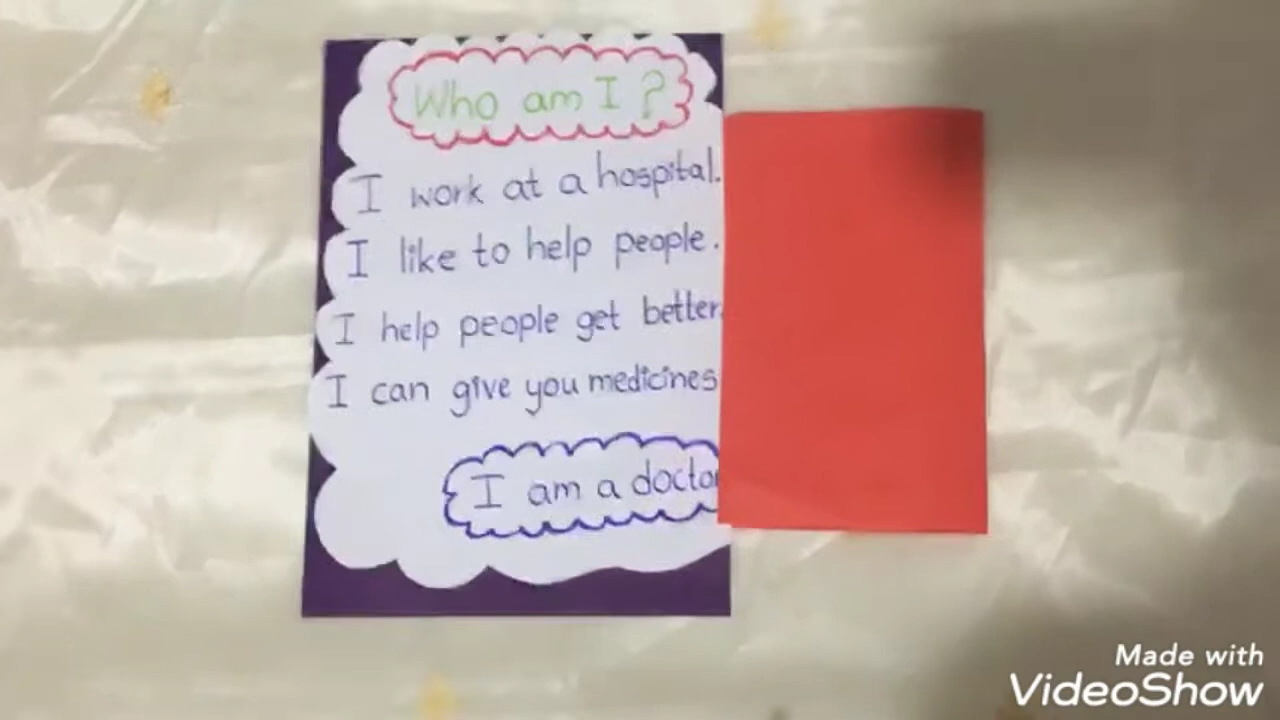 Who am I?
I work at a hospital.
I like to help people.
I help people get better.
I can give you medicines
I am a docto
Made with
VideoShow